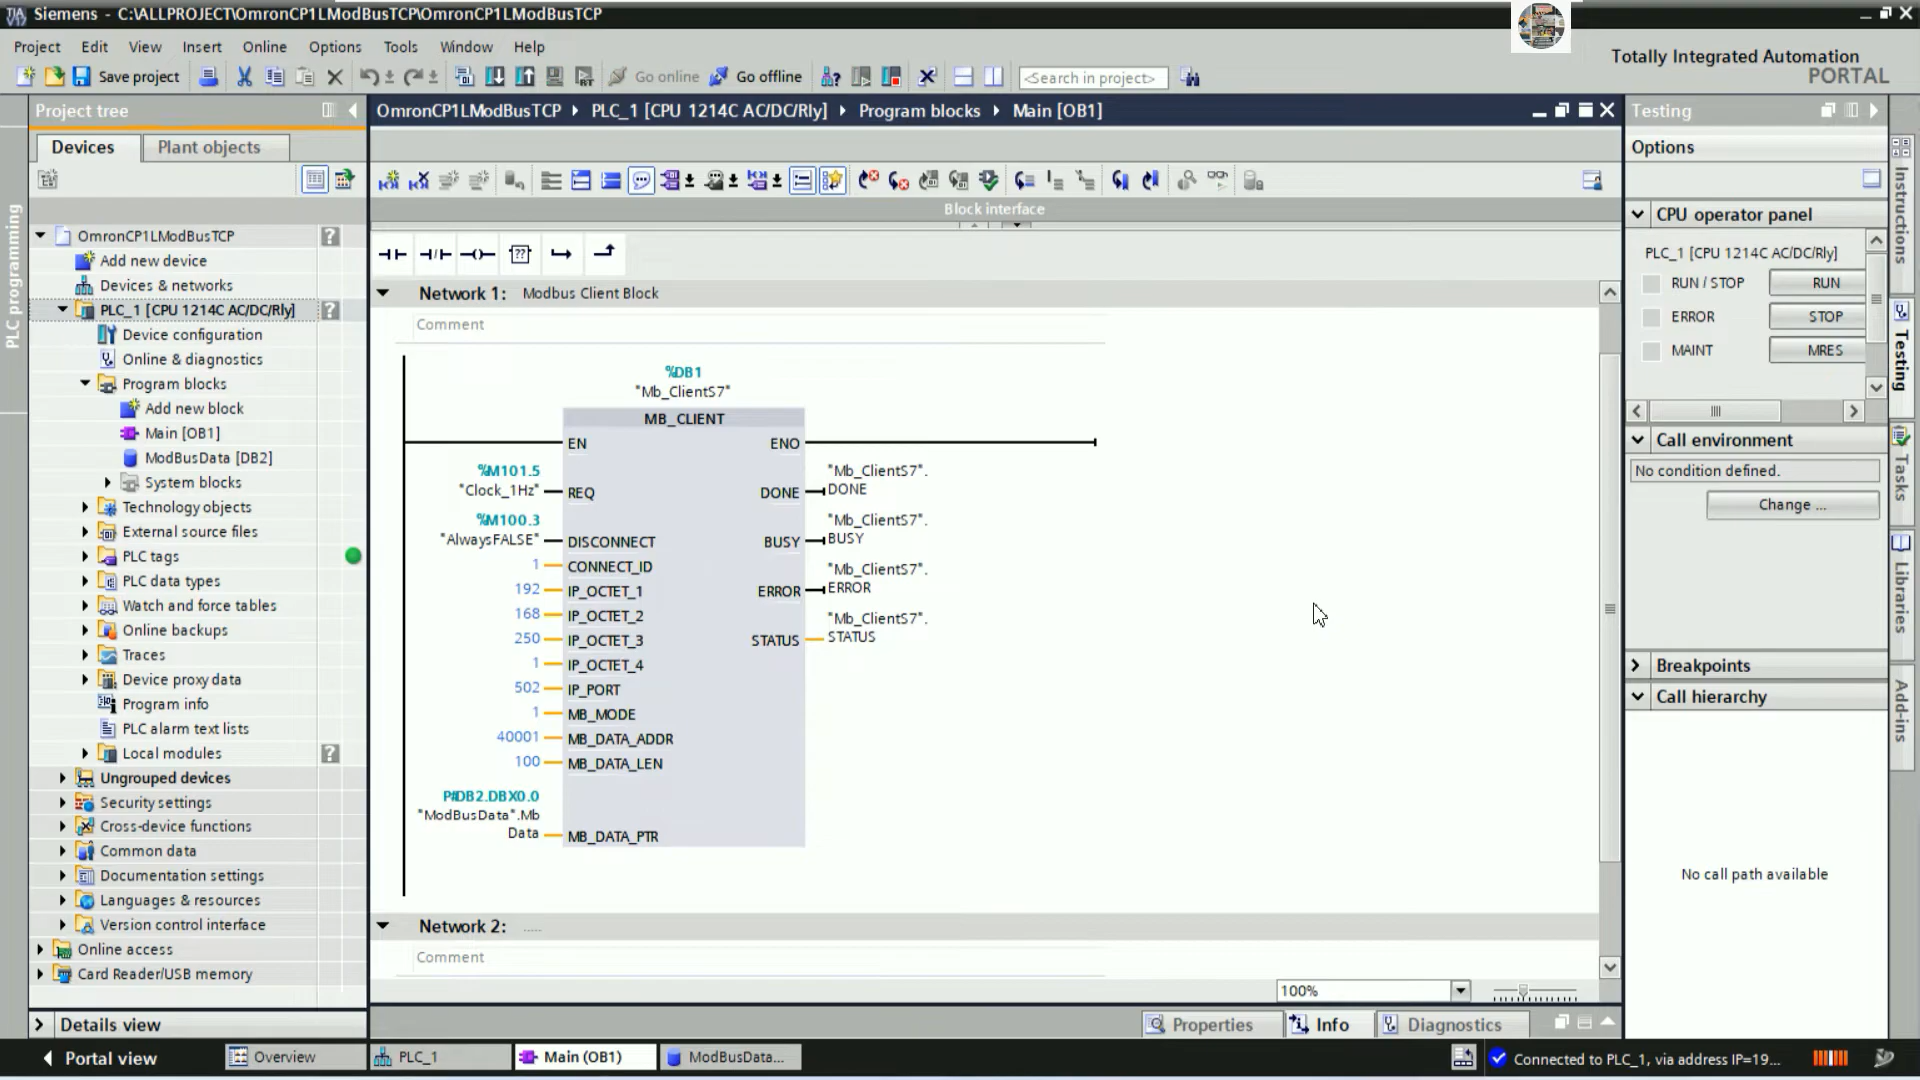 Siemens - C:\ALLPROJECT\OmronCP1LModBusTCP\OmronCP1LModBusTCP
Project Edit View Insert Online Options Tools Window Help
Totally Integrated Automation
PORTAL
Save project
Go online
Go offline
<Search in project>
Project tree
OmronCP1LModBusTCP
PLC_1 [CPU 1214C AC/DC/Rly]
Program blocks
Main [OB1]
Testing
Devices
Plant objects
Options
Block interface
PLC programming
OmronCP1LModBusTCP
Add new device
Devices & networks
PLC_1 [CPU 1214C AC/DC/Rly]
Device configuration
Online & diagnostics
Program blocks
Add new block
Main [OB1]
ModBusData [DB2]
System blocks
Technology objects
External source files
PLC tags
PLC data types
Watch and force tables
Online backups
Traces
Device proxy data
Program info
PLC alarm text lists
Local modules
Ungrouped devices
Security settings
Cross-device functions
Common data
Documentation settings
Languages & resources
Version control interface
Online access
Card Reader/USB memory
Details view
Network 1: Modbus Client Block
Comment
%DB1
"Mb_ClientS7"
MB_CLIENT
EN
ENO
%M101.5
"Clock_1Hz"
REQ
"Mb_ClientS7".
DONE
DONE
%M100.3
"AlwaysFALSE"
DISCONNECT
"Mb_ClientS7".
BUSY
BUSY
1 CONNECT_ID
192 IP_OCTET_1
"Mb_ClientS7".
ERROR
ERROR
168 IP_OCTET_2
250 IP_OCTET_3
"Mb_ClientS7".
STATUS
STATUS
1 IP_OCTET_4
502 IP_PORT
1 MB_MODE
40001 MB_DATA_ADDR
100 MB_DATA_LEN
P#DB2.DBX0.0
"ModBusData".Mb
Data
MB_DATA_PTR
Network 2: .....
Comment
100%
Properties
Info
Diagnostics
CPU operator panel
PLC_1 [CPU 1214C AC/DC/Rly]
RUN / STOP
RUN
ERROR
STOP
MAINT
MRES
Call environment
No condition defined.
Change ...
Breakpoints
Call hierarchy
No call path available
Instructions
Testing
Tasks
Libraries
Add-ins
Portal view
Overview
PLC_1
Main (OB1)
ModBusData...
Connected to PLC_1, via address IP=19...